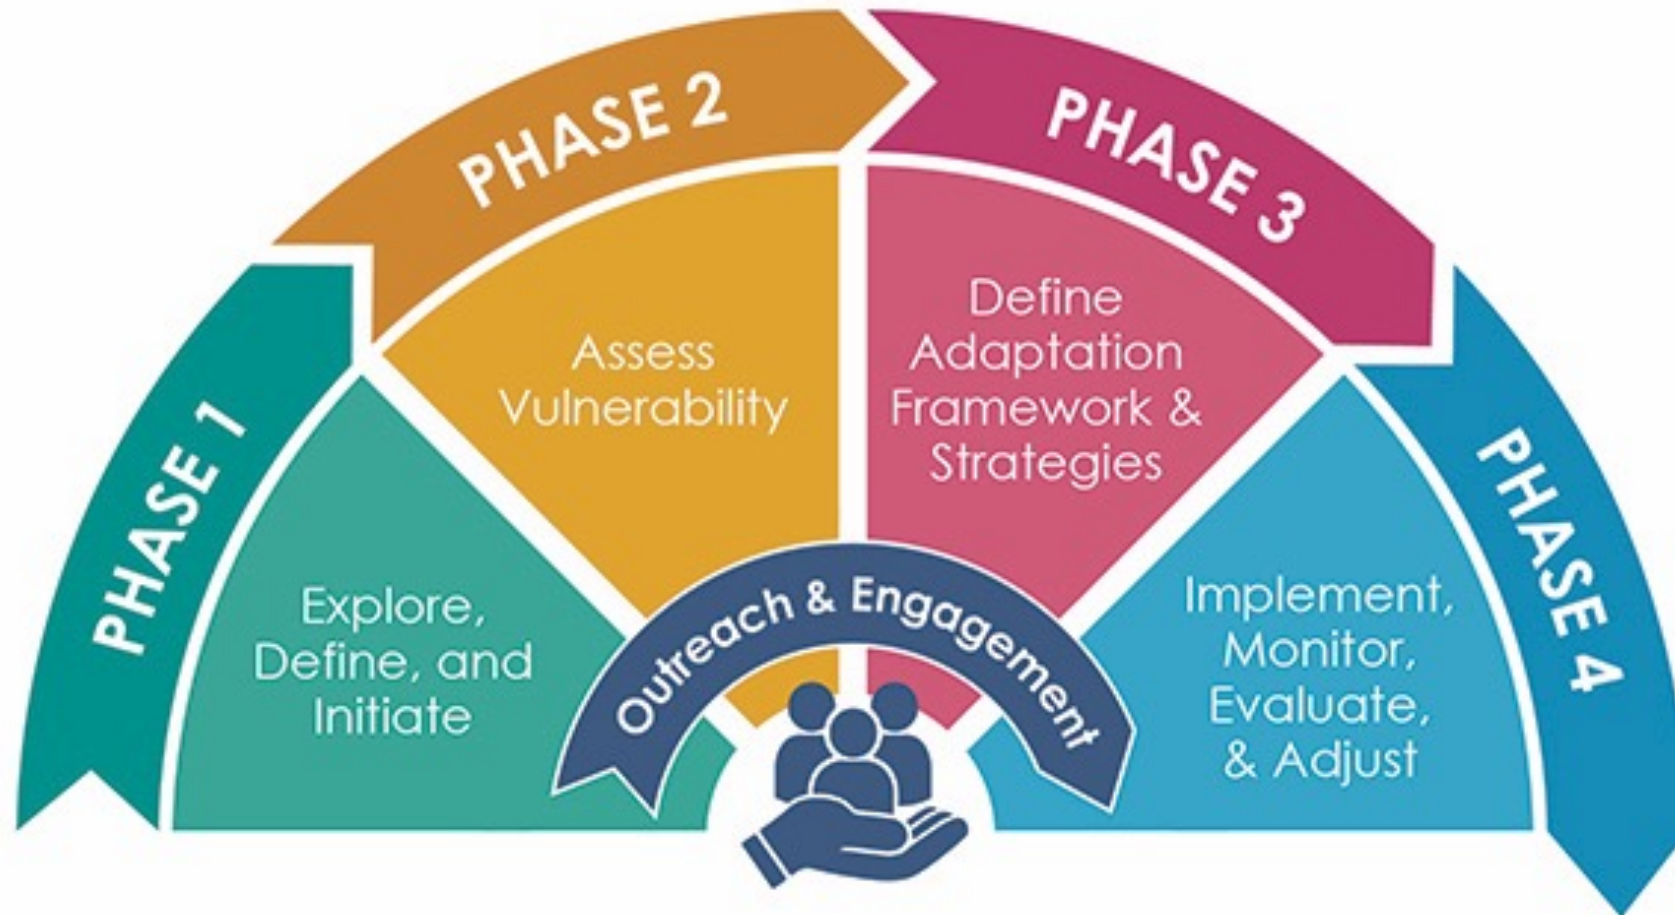 PHASE 1
Explore,
Define, and
Initiate
PHASE 2
Assess
Vulnerability
PHASE 3
Define
Adaptation
Framework &
Strategies
PHASE 4
Implement,
Monitor,
Evaluate,
& Adjust
Outreach & Engagement